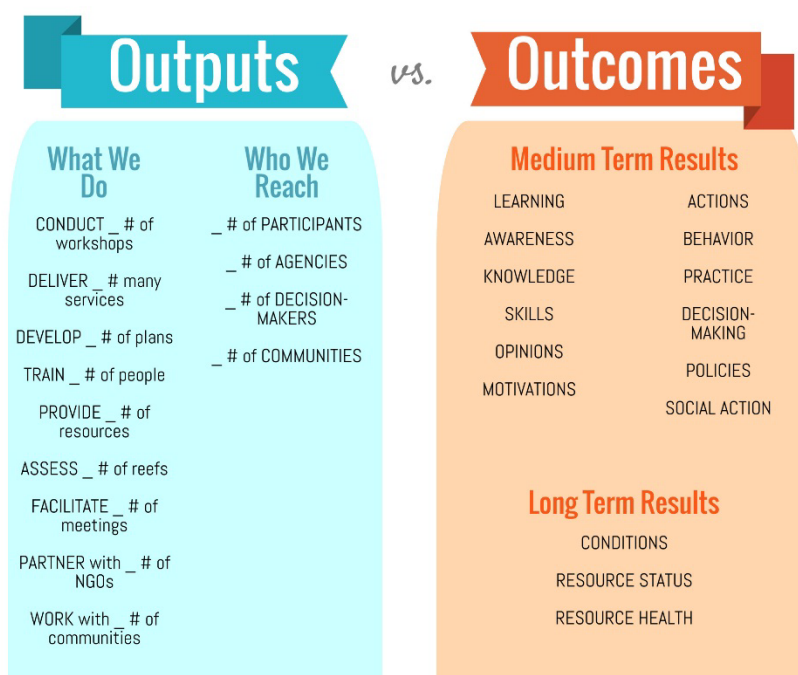 Outputs
vs.
Outcomes
What We
Do
CONDUCT _ # of
workshops
DELIVER _ # many
services
DEVELOP _ # of plans
TRAIN _ # of people
PROVIDE _ # of
resources
ASSESS _ # of reefs
FACILITATE _ # of
meetings
PARTNER with _ # of
NGOs
WORK with _ # of
communities
Who We
Reach
_ # of PARTICIPANTS
_ # of AGENCIES
_ # of DECISION-
MAKERS
_ # of COMMUNITIES
Medium Term Results
LEARNING
AWARENESS
KNOWLEDGE
SKILLS
OPINIONS
MOTIVATIONS
ACTIONS
BEHAVIOR
PRACTICE
DECISION-
MAKING
POLICIES
SOCIAL ACTION
Long Term Results
CONDITIONS
RESOURCE STATUS
RESOURCE HEALTH